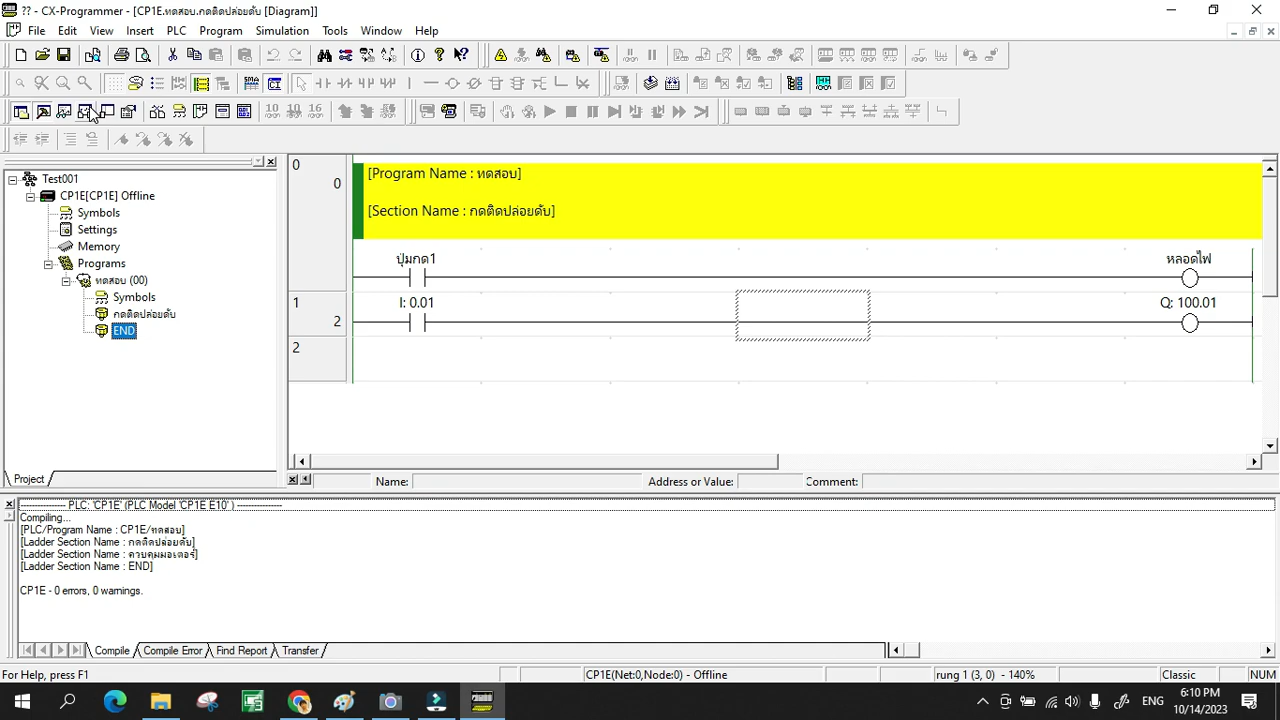 ?? - CX-Programmer - [CP1E.ทดสอบ.กดติดปล่อยดับ [Diagram]]
File Edit View Insert PLC Program Simulation Tools Window Help
10 10 16
Test001
CP1E[CP1E] Offline
Symbols
Settings
Memory
Programs
ทดสอบ (00)
Symbols
กดติดปล่อยดับ
END
Project
0
0
[Program Name : ทดสอบ]
[Section Name : กดติดปล่อยดับ]
ปุ่มกด1
หลอดไฟ
1
2
I: 0.01
Q: 100.01
2
Name:
Address or Value:
Comment:
PLC: 'CP1E' (PLC Model 'CP1E E10' )
Compiling...
[PLC/Program Name : CP1E/ทดสอบ]
[Ladder Section Name : กดติดปล่อยดับ]
[Ladder Section Name : ควบคุมมอเตอร์]
[Ladder Section Name : END]
CP1E - 0 errors, 0 warnings.
Compile Compile Error Find Report Transfer
For Help, press F1
CP1E(Net:0,Node:0) - Offline
rung 1 (3, 0) - 140%
Classic
NUM
ENG
6:10 PM
10/14/2023